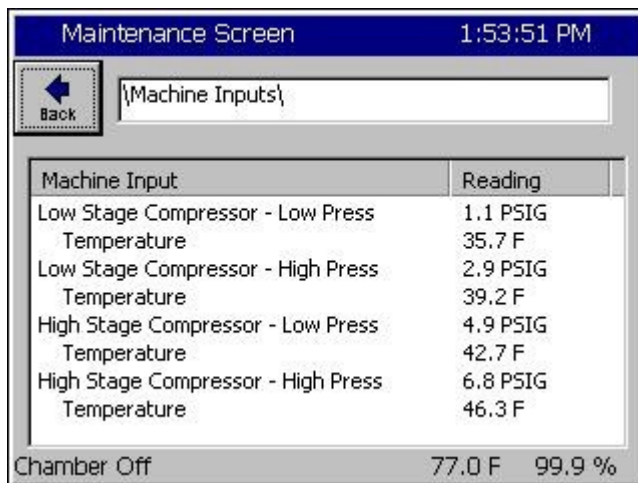 Maintenance Screen 1:53:51 PM
Back \Machine Inputs\
Machine Input Reading
Low Stage Compressor - Low Press 1.1 PSIG
Temperature 35.7 F
Low Stage Compressor - High Press 2.9 PSIG
Temperature 39.2 F
High Stage Compressor - Low Press 4.9 PSIG
Temperature 42.7 F
High Stage Compressor - High Press 6.8 PSIG
Temperature 46.3 F
Chamber Off 77.0 F 99.9 %